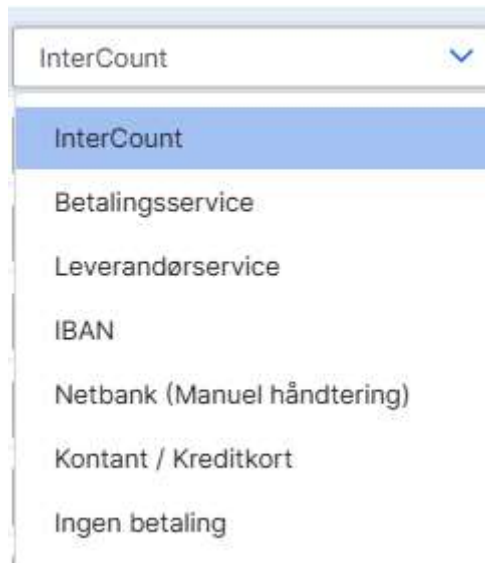 InterCount
InterCount
Betalingsservice
Leverandørservice
IBAN
Netbank (Manuel håndtering)
Kontant / Kreditkort
Ingen betaling